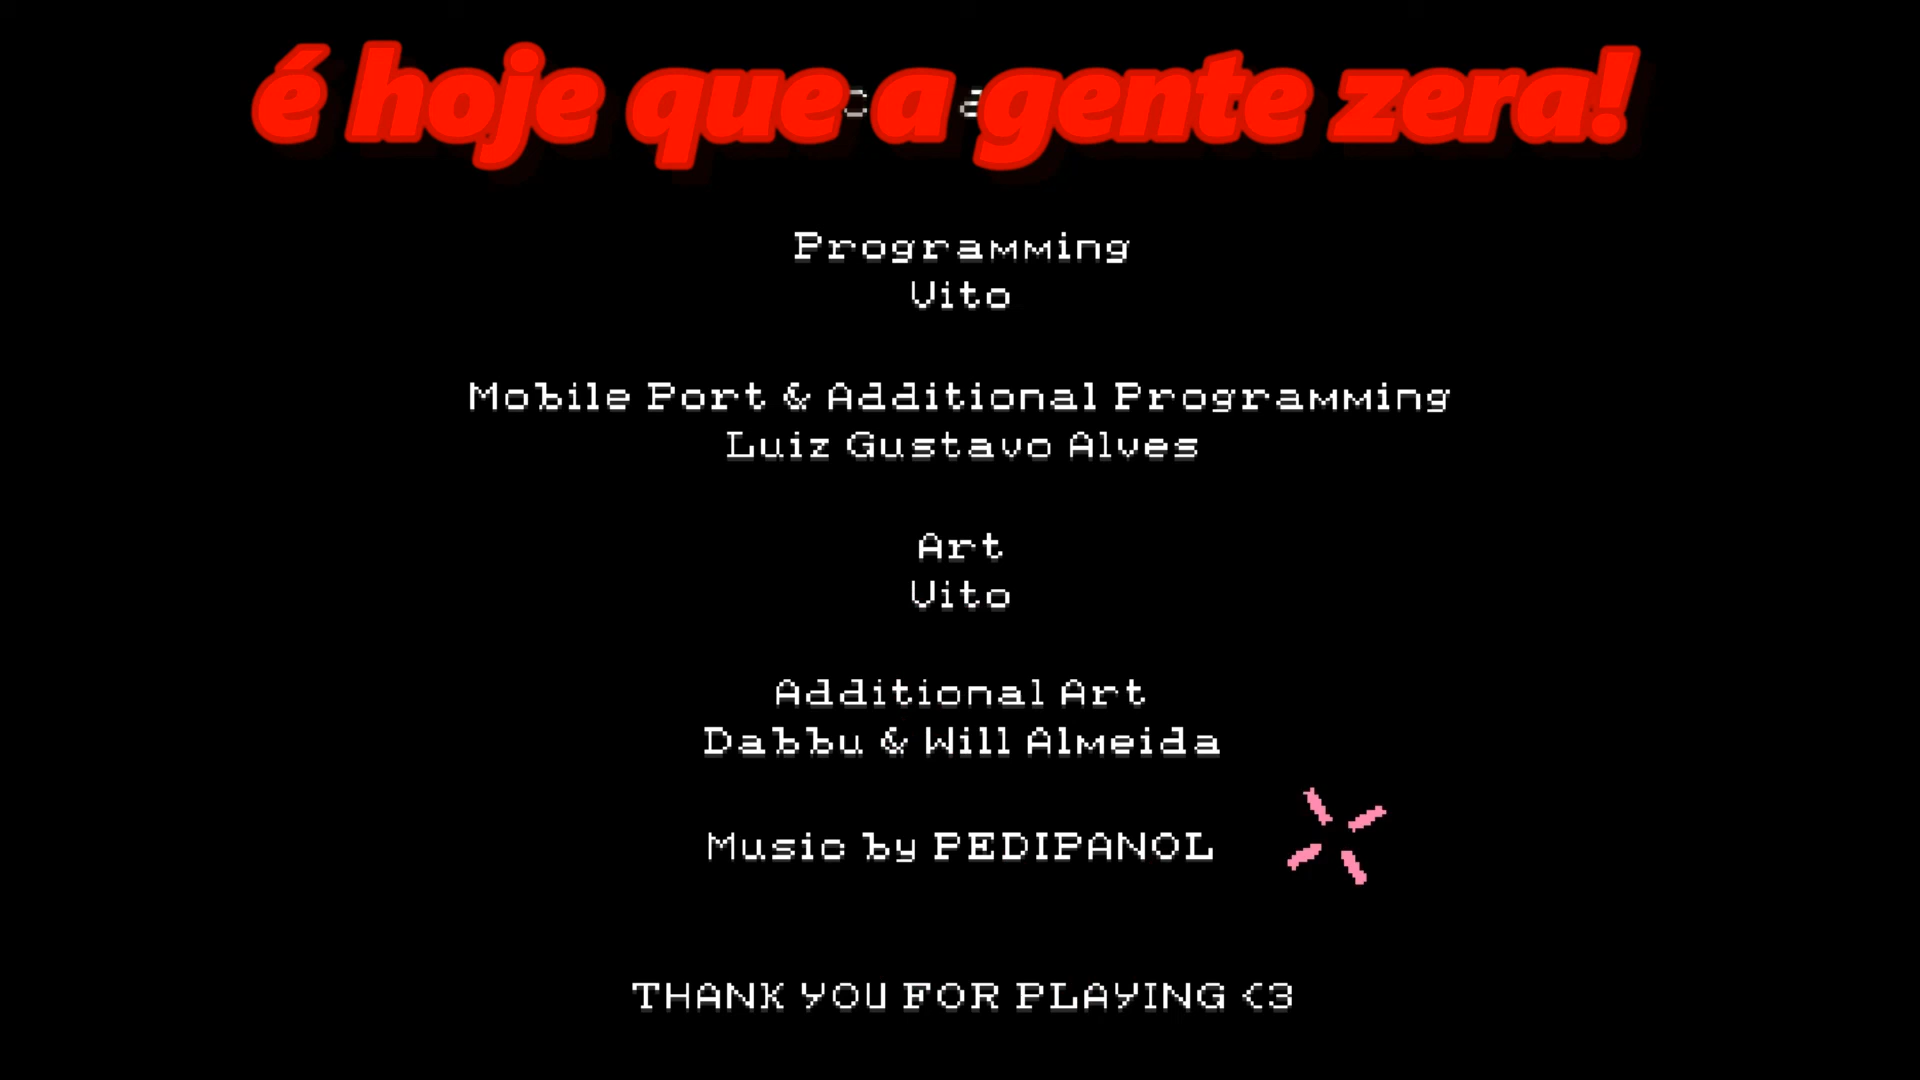 é hoje que a gente zera!
Programming
Vito
Mobile Port & Additional Programming
Luiz Gustavo Alves
Art
Vito
Additional Art
Dabbu & Will Almeida
Music by PEDIPANOL
THANK YOU FOR PLAYING <3